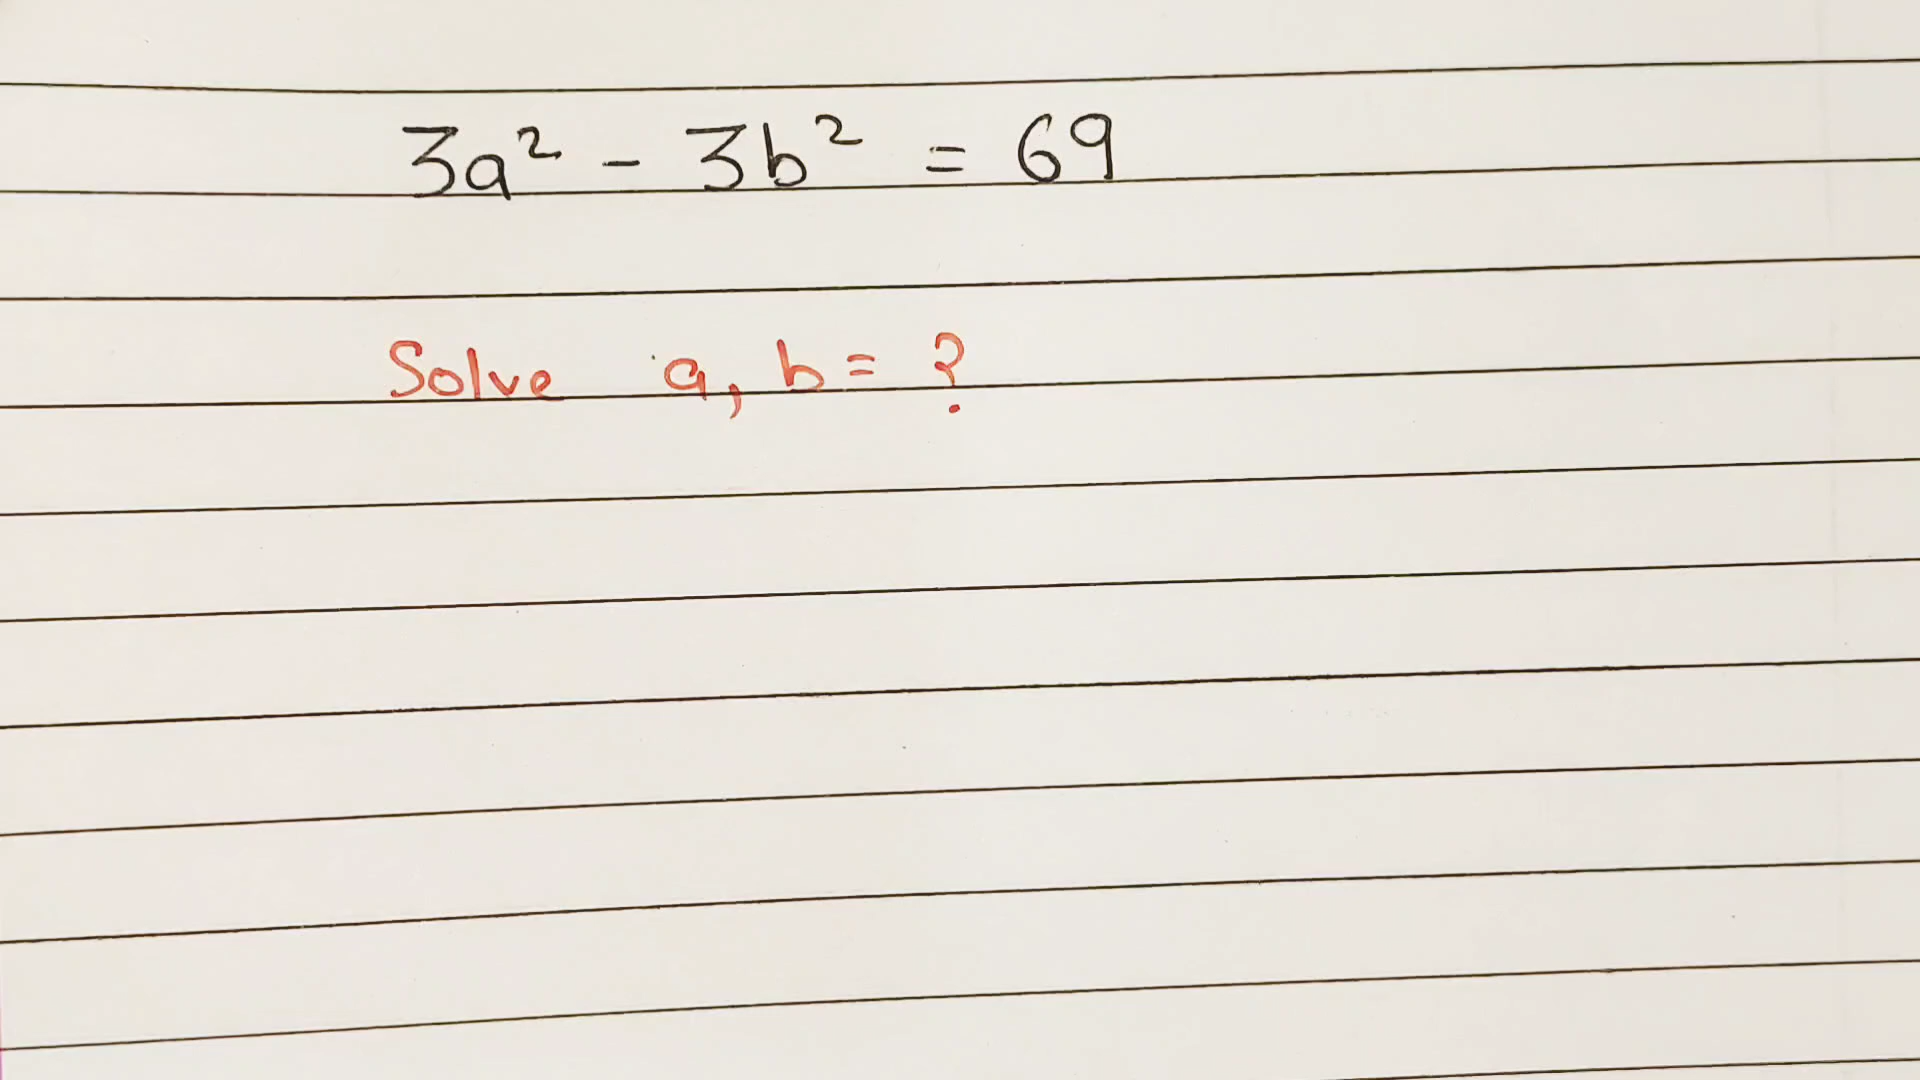 3a² - 3b² = 69
Solve a, b = ?